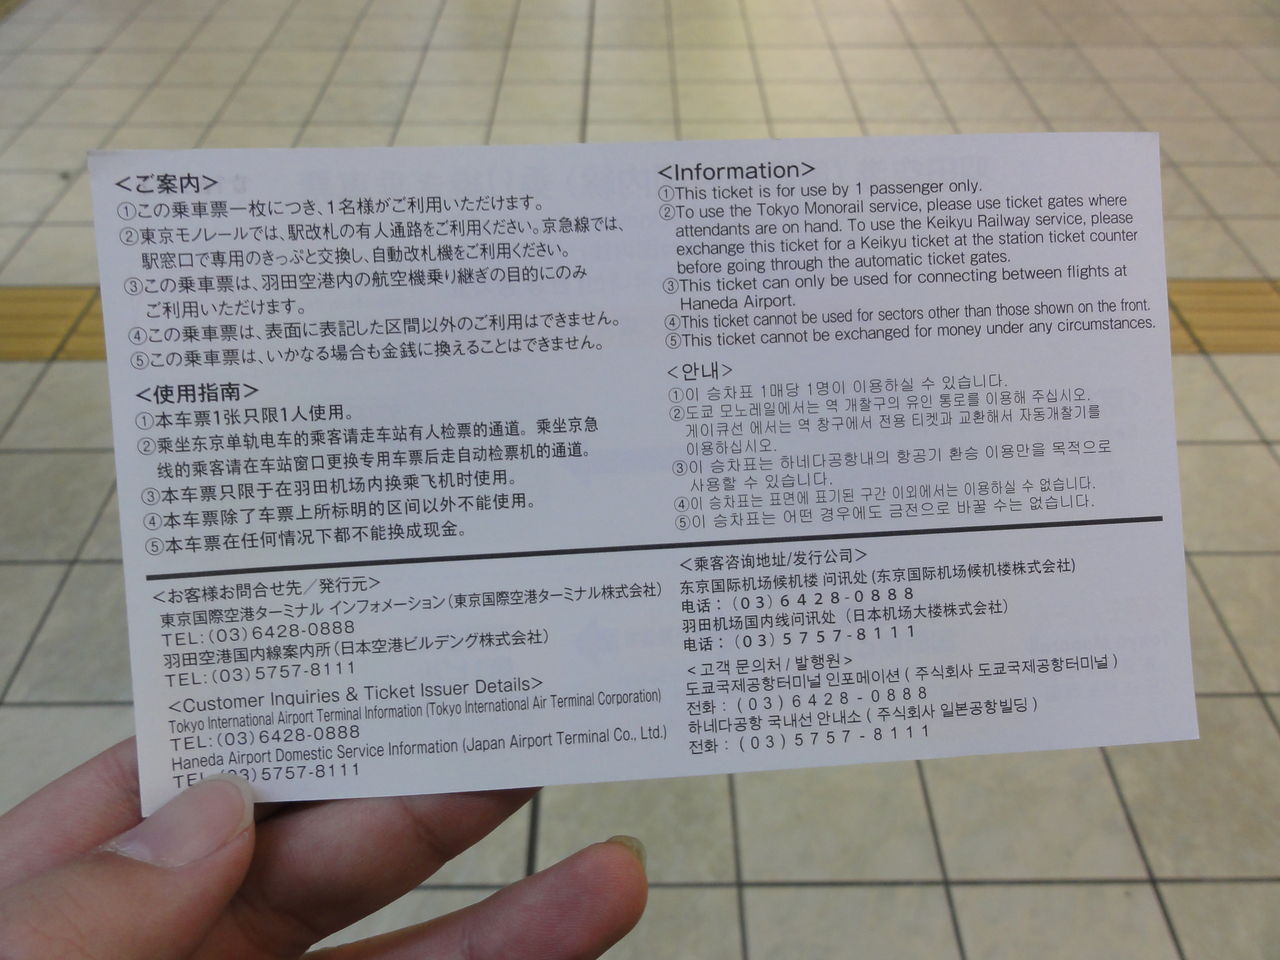 <ご案内>
①この乗車票一枚につき、1名様がご利用いただけます。
②東京モノレールでは、駅改札の有人通路をご利用ください。京急線では、
駅窓口で専用のきっぷと交換し、自動改札機をご利用ください。
③この乗車票は、羽田空港内の航空機乗り継ぎの目的にのみ
ご利用いただけます。
④この乗車票は、表面に表記した区間以外のご利用はできません。
⑤この乗車票は、いかなる場合も金銭に換えることはできません。
<使用指南>
①本车票1张只限1人使用。
②乘坐东京单轨电车的乘客请走车站有人检票的通道。乘坐京急
线的乘客请在车站窗口更换专用车票后走自动检票机的通道。
③本车票只限于在羽田机场内换乘飞机时使用。
④本车票除了车票上所标明的区间以外不能使用。
⑤本车票在任何情况下都不能换成现金。
<Information>
①This ticket is for use by 1 passenger only.
②To use the Tokyo Monorail service, please use ticket gates where
attendants are on hand. To use the Keikyu Railway service, please
exchange this ticket for a Keikyu ticket at the station ticket counter
before going through the automatic ticket gates.
③This ticket can only be used for connecting between flights at
Haneda Airport.
④This ticket cannot be used for sectors other than those shown on the front.
⑤This ticket cannot be exchanged for money under any circumstances.
<안내>
①이 승차표 1매당 1명이 이용하실 수 있습니다.
②도쿄 모노레일에서는 역 개찰구의 유인 통로를 이용해 주십시오.
게이큐선 에서는 역 창구에서 전용 티켓과 교환해서 자동개찰기를
이용하십시오.
③이 승차표는 하네다공항내의 항공기 환승 이용만을 목적으로
사용할 수 있습니다.
④이 승차표는 표면에 표기된 구간 이외에서는 이용하실 수 없습니다.
⑤이 승차표는 어떤 경우에도 금전으로 바꿀 수는 없습니다.
<お客様お問合せ先/発行元>
東京国際空港ターミナル インフォメーション(東京国際空港ターミナル株式会社)
TEL:(03)6428-0888
羽田空港国内線案内所(日本空港ビルデング株式会社)
TEL:(03)5757-8111
<Customer Inquiries & Ticket Issuer Details>
Tokyo International Airport Terminal Information (Tokyo International Air Terminal Corporation)
TEL:(03)6428-0888
Haneda Airport Domestic Service Information (Japan Airport Terminal Co., Ltd.)
TEL:(03)5757-8111
<乘客咨询地址/发行公司>
东京国际机场候机楼 问讯处 (东京国际机场候机楼株式会社)
电话:(03)6428-0888
羽田机场国内线问讯处 (日本机场大楼株式会社)
电话:(03)5757-8111
<고객 문의처 / 발행원>
도쿄국제공항터미널 인포메이션 ( 주식회사 도쿄국제공항터미널 )
전화 : (03)6428-0888
하네다공항 국내선 안내소 ( 주식회사 일본공항빌딩 )
전화 : (03)5757-8111